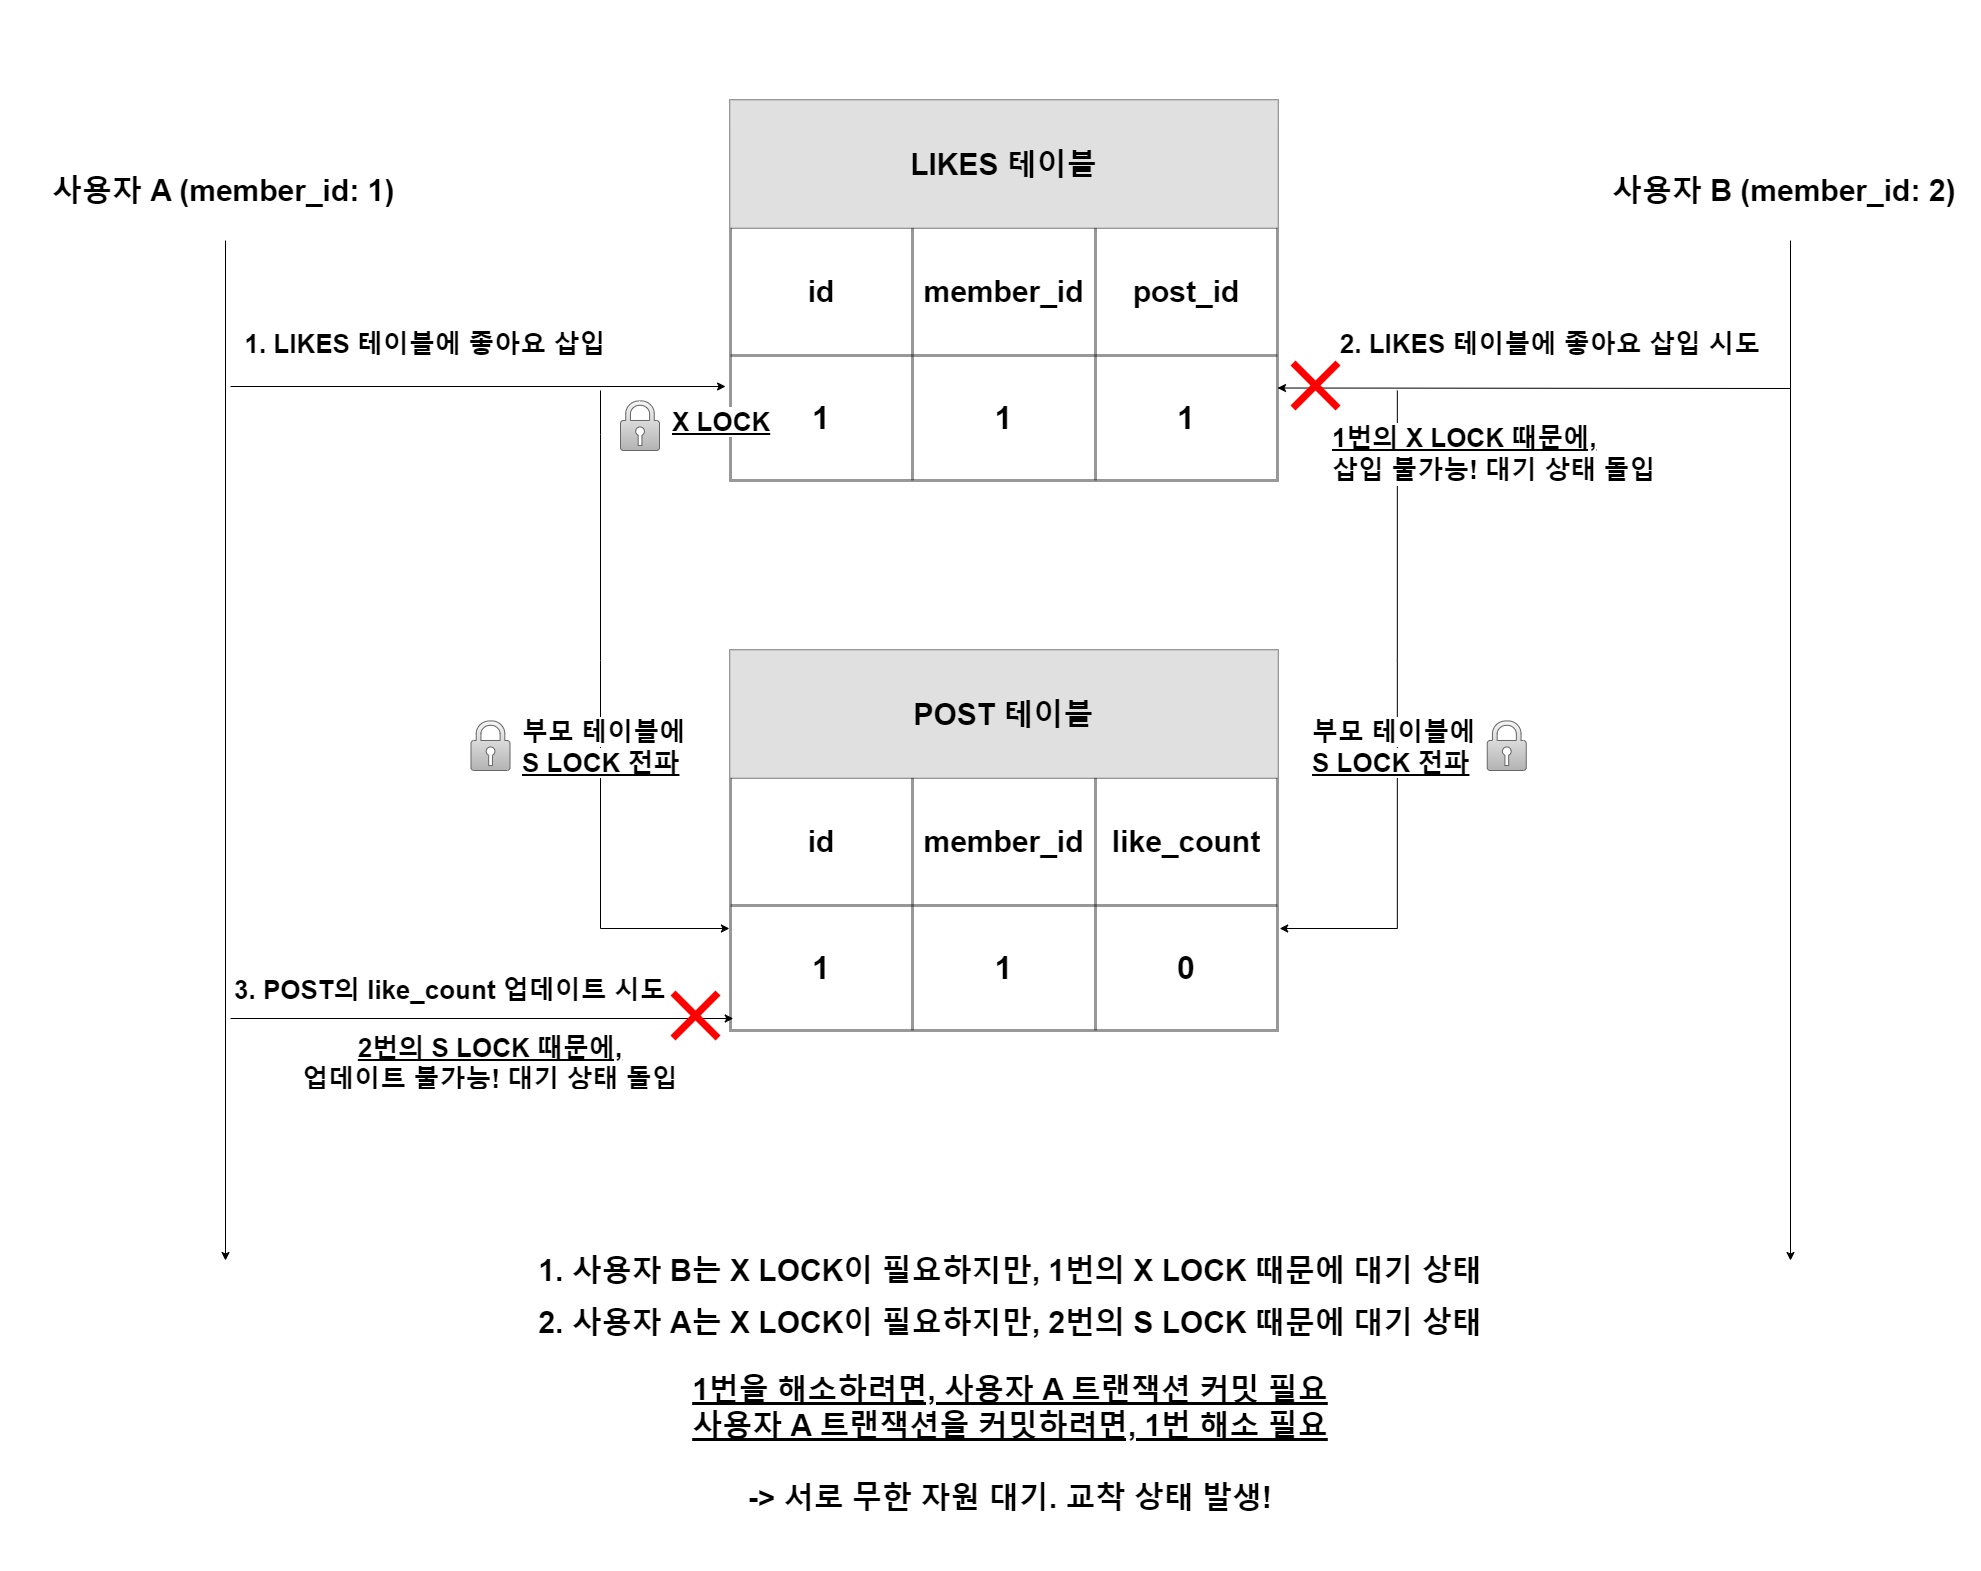 LIKES 테이블
사용자 A (member_id: 1)
사용자 B (member_id: 2)
id
member_id
post_id
1. LIKES 테이블에 좋아요 삽입
2. LIKES 테이블에 좋아요 삽입 시도
X LOCK
1
1
1
1번의 X LOCK 때문에,
삽입 불가능! 대기 상태 돌입
POST 테이블
부모 테이블에
S LOCK 전파
부모 테이블에
S LOCK 전파
id
member_id
like_count
1
1
0
3. POST의 like_count 업데이트 시도
2번의 S LOCK 때문에,
업데이트 불가능! 대기 상태 돌입
1. 사용자 B는 X LOCK이 필요하지만, 1번의 X LOCK 때문에 대기 상태
2. 사용자 A는 X LOCK이 필요하지만, 2번의 S LOCK 때문에 대기 상태
1번을 해소하려면, 사용자 A 트랜잭션 커밋 필요
사용자 A 트랜잭션을 커밋하려면, 1번 해소 필요
-> 서로 무한 자원 대기. 교착 상태 발생!